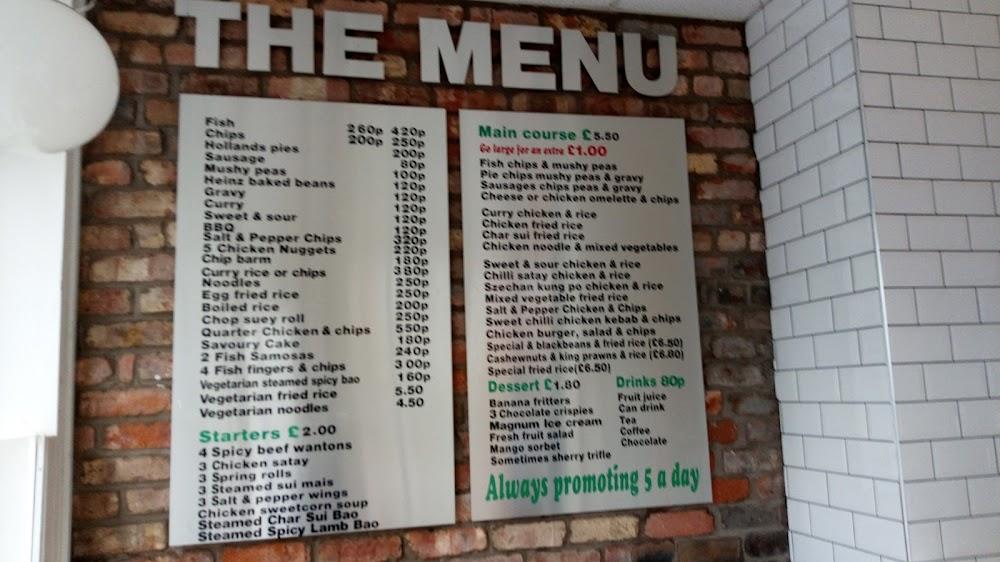 THE MENU
Fish 260p 420p
Chips 200p 250p
Hollands pies 200p
Sausage 80p
Mushy peas 100p
Heinz baked beans 120p
Gravy 120p
Curry 120p
Sweet & sour 120p
BBQ 120p
Salt & Pepper Chips 320p
5 Chicken Nuggets 220p
Chip barm 180p
Curry rice or chips 380p
Noodles 250p
Egg fried rice 250p
Boiled rice 200p
Chop suey roll 250p
Quarter Chicken & chips 550p
Savoury Cake 180p
2 Fish Samosas 240p
4 Fish fingers & chips 300p
Vegetarian steamed spicy bao 160p
Vegetarian fried rice 5.50
Vegetarian noodles 4.50
Starters £2.00
4 Spicy beef wantons
3 Chicken satay
3 Spring rolls
3 Steamed sui mais
3 Salt & pepper wings
Chicken sweetcorn soup
Steamed Char Sui Bao
Steamed Spicy Lamb Bao
Main course £5.50
Go large for an extra £1.00
Fish chips & mushy peas
Pie chips mushy peas & gravy
Sausages chips peas & gravy
Cheese or chicken omelette & chips
Curry chicken & rice
Chicken fried rice
Char sui fried rice
Chicken noodle & mixed vegetables
Sweet & sour chicken & rice
Chilli satay chicken & rice
Szechan kung po chicken & rice
Mixed vegetable fried rice
Salt & Pepper Chicken & Chips
Sweet chilli chicken kebab & chips
Chicken burger, salad & chips
Special & blackbeans & fried rice (£6.50)
Cashewnuts & king prawns & rice (£6.80)
Special fried rice(£6.50)
Dessert £1.80
Banana fritters
3 Chocolate crispies
Magnum Ice cream
Fresh fruit salad
Mango sorbet
Sometimes sherry trifle
Drinks 80p
Fruit juice
Can drink
Tea
Coffee
Chocolate
Always promoting 5 a day